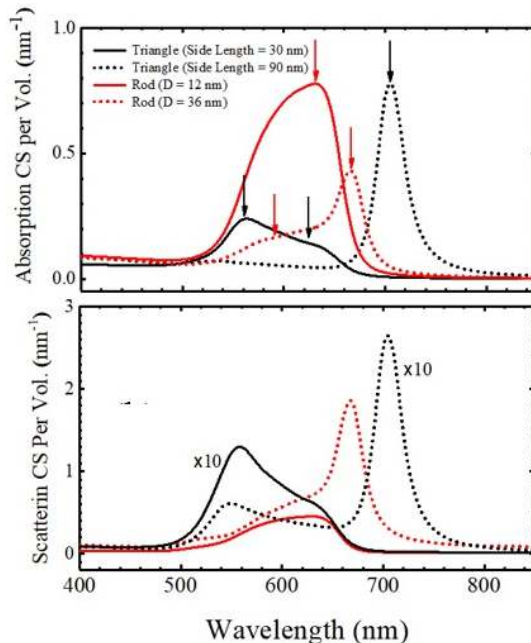 Absorption CS per Vol. (nm⁻¹)
1.0
0.5
0.0
Triangle (Side Length = 30 nm)
Triangle (Side Length = 90 nm)
Rod (D = 12 nm)
Rod (D = 36 nm)
Scatterin CS Per Vol. (nm⁻¹)
3
2
1
0
x10
x10
400 500 600 700 800
Wavelength (nm)